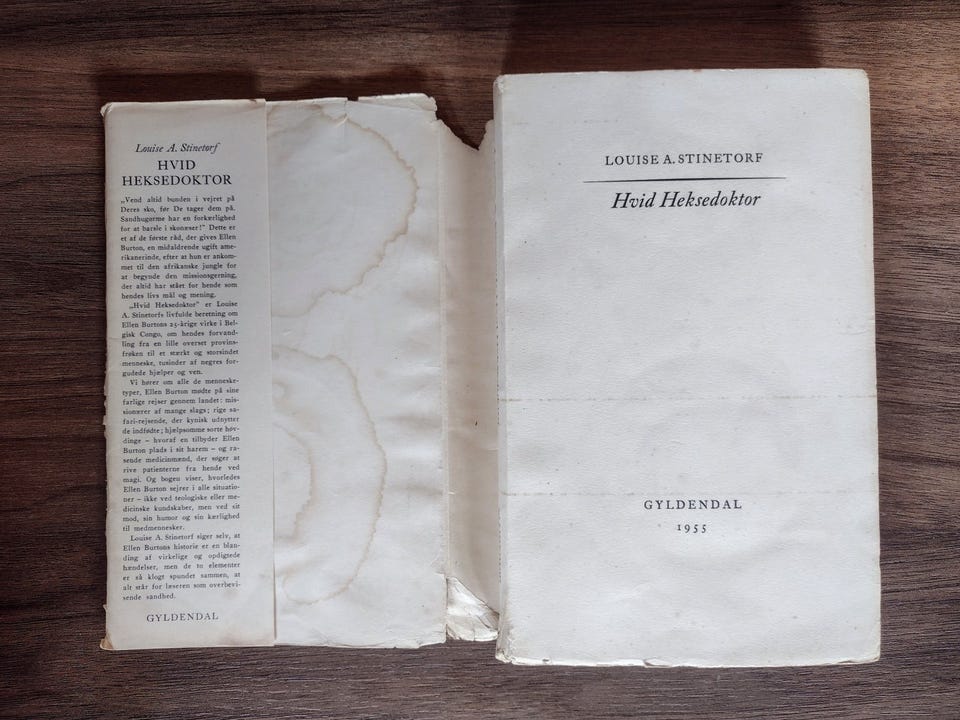 Louise A. Stinetorf
HVID
HEKSEDOKTOR
„Vend altid bunden i vejret på
Deres sko, før De tager dem på.
Sandhugorme har en forkærlighed
for at barsle i skonæser!" Dette er
et af de første råd, der gives Ellen
Burton, en midaldrende ugift ame-
rikanerinde, efter at hun er ankom-
met til den afrikanske jungle for
at begynde den missionsgerning,
der altid har stået for hende som
hendes livs mål og mening.
„Hvid Heksedoktor" er Louise
A. Stinetorfs livfulde beretning om
Ellen Burtons 25-årige virke i Bel-
gisk Congo, om hendes forvand-
ling fra en lille overset provins-
frøken til et stærkt og storsindet
menneske, tusinder af negres for-
gudede hjælper og ven.
Vi hører om alle de menneske-
typer, Ellen Burton mødte på sine
farlige rejser gennem landet: mis-
sionærer af mange slags; rige sa-
fari-rejsende, der kynisk udnytter
de indfødte; hjælpsomme sorte høv-
dinge – hvoraf en tilbyder Ellen
Burton plads i sit harem – og ra-
sende medicinmænd, der søger at
rive patienterne fra hende ved
magi. Og bogen viser, hvorledes
Ellen Burton sejrer i alle situatio-
ner – ikke ved teologiske eller me-
dicinske kundskaber, men ved sit
mod, sin humor og sin kærlighed
til medmennesker.
Louise A. Stinetorf siger selv, at
Ellen Burtons historie er en blan-
ding af virkelige og opdigtede
hændelser, men de to elementer
er så klogt spundet sammen, at
alt står for læseren som overbevi-
sende sandhed.
GYLDENDAL
LOUISE A. STINETORF
Hvid Heksedoktor
GYLDENDAL
1955